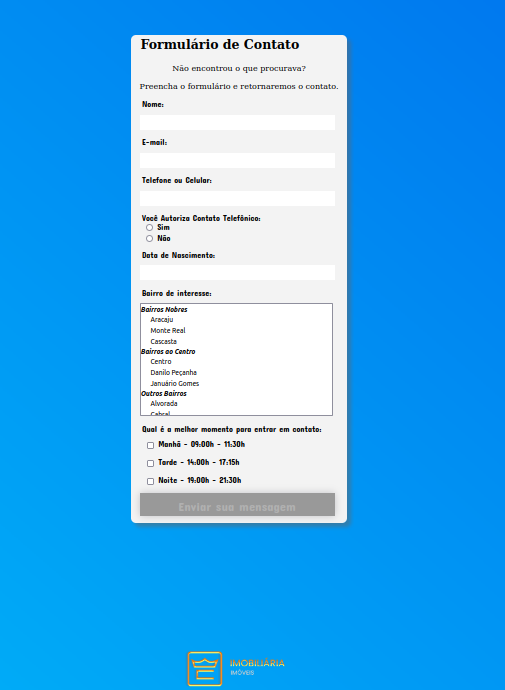 Formulário de Contato
Não encontrou o que procurava?
Preencha o formulário e retornaremos o contato.
Nome:
E-mail:
Telefone ou Celular:
Você Autoriza Contato Telefônico:
Sim
Não
Data de Nascimento:
Bairro de interesse:
Bairros Nobres
Aracaju
Monte Real
Cascasta
Bairros ao Centro
Centro
Danilo Peçanha
Januário Gomes
Outros Bairros
Alvorada
Cabral
Qual é a melhor momento para entrar em contato:
Manhã - 09:00h - 11:30h
Tarde - 14:00h - 17:15h
Noite - 19:00h - 21:30h
Enviar sua mensagem
IMOBILIÁRIA
IMÓVEIS